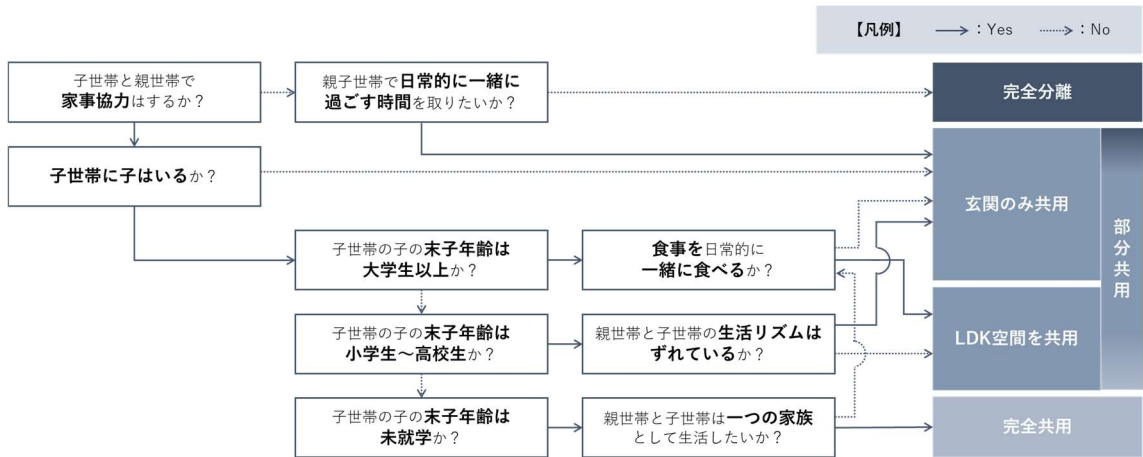 【凡例】 ：Yes ：No
子世帯と親世帯で
家事協力はするか？
親子世帯で日常的に一緒に
過ごす時間を取りたいか？
完全分離
子世帯に子はいるか？
玄関のみ共用
部分共用
子世帯の子の末子年齢は
大学生以上か？
食事を日常的に
一緒に食べるか？
子世帯の子の末子年齢は
小学生～高校生か？
親世帯と子世帯の生活リズムは
ずれているか？
LDK空間を共用
子世帯の子の末子年齢は
未就学か？
親世帯と子世帯は一つの家族
として生活したいか？
完全共用